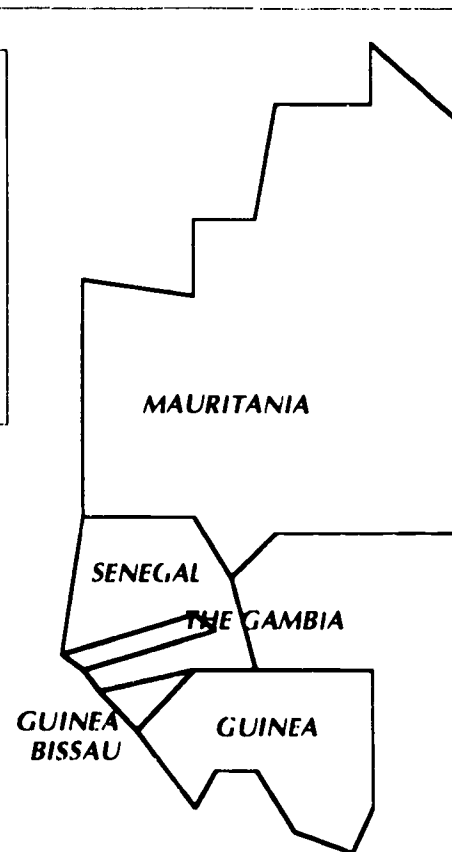 MAURITANIA
SENEGAL
THE GAMBIA
GUINEA
BISSAU
GUINEA